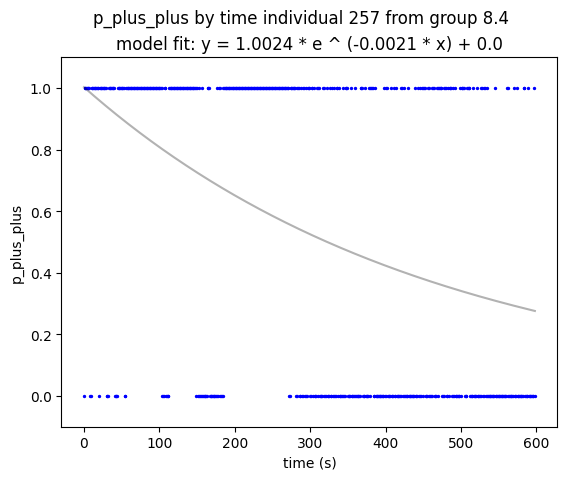 p_plus_plus by time individual 257 from group 8.4
model fit: y = 1.0024 * e ^ (-0.0021 * x) + 0.0
1.0
0.8
0.6
0.4
0.2
0.0
p_plus_plus
0 100 200 300 400 500 600
time (s)